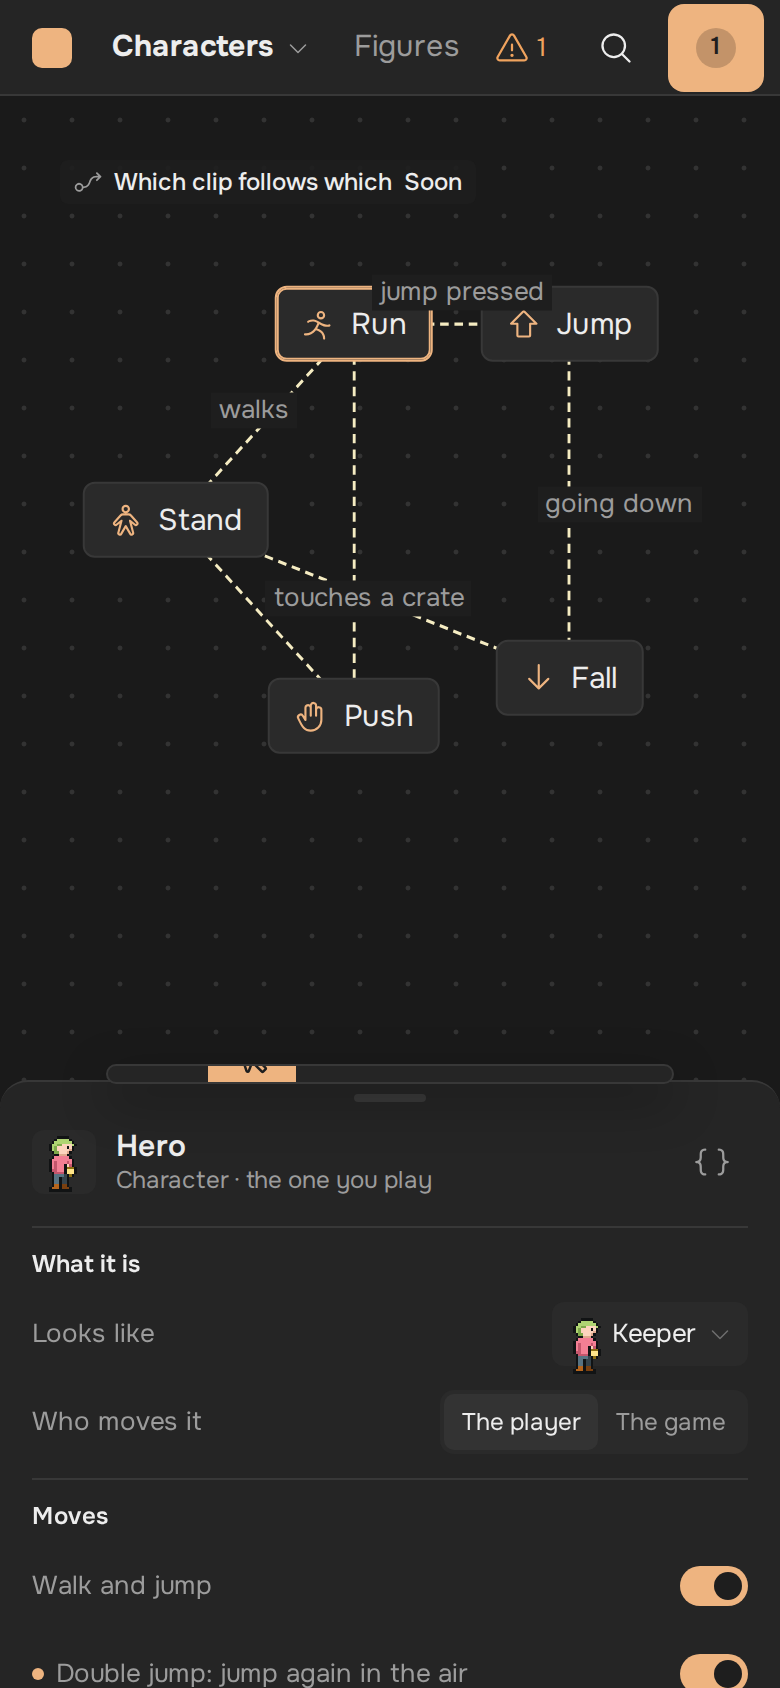 Characters
Figures
1
1
Which clip follows which Soon
jump pressed
Run
Jump
walks
Stand
going down
touches a crate
Fall
Push
Hero
Character · the one you play
{ }
What it is
Looks like
Keeper
Who moves it
The player
The game
Moves
Walk and jump
Double jump: jump again in the air